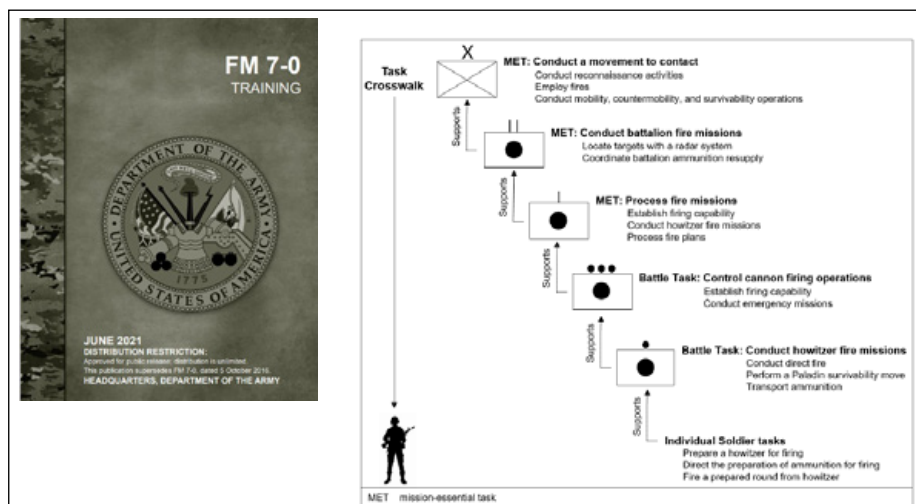 FM 7-0
TRAINING
DEPARTMENT OF THE ARMY
UNITED STATES OF AMERICA
1775
JUNE 2021
DISTRIBUTION RESTRICTION:
Approved for public release; distribution is unlimited.
This publication supersedes FM 7-0, dated 5 October 2016.
HEADQUARTERS, DEPARTMENT OF THE ARMY
Task
Crosswalk
X
MET: Conduct a movement to contact
Conduct reconnaissance activities
Employ fires
Conduct mobility, countermobility, and survivability operations
Supports
MET: Conduct battalion fire missions
Locate targets with a radar system
Coordinate battalion ammunition resupply
Supports
MET: Process fire missions
Establish firing capability
Conduct howitzer fire missions
Process fire plans
Supports
Battle Task: Control cannon firing operations
Establish firing capability
Conduct emergency missions
Supports
Battle Task: Conduct howitzer fire missions
Conduct direct fire
Perform a Paladin survivability move
Transport ammunition
Supports
Individual Soldier tasks
Prepare a howitzer for firing
Direct the preparation of ammunition for firing
Fire a prepared round from howitzer
MET mission-essential task